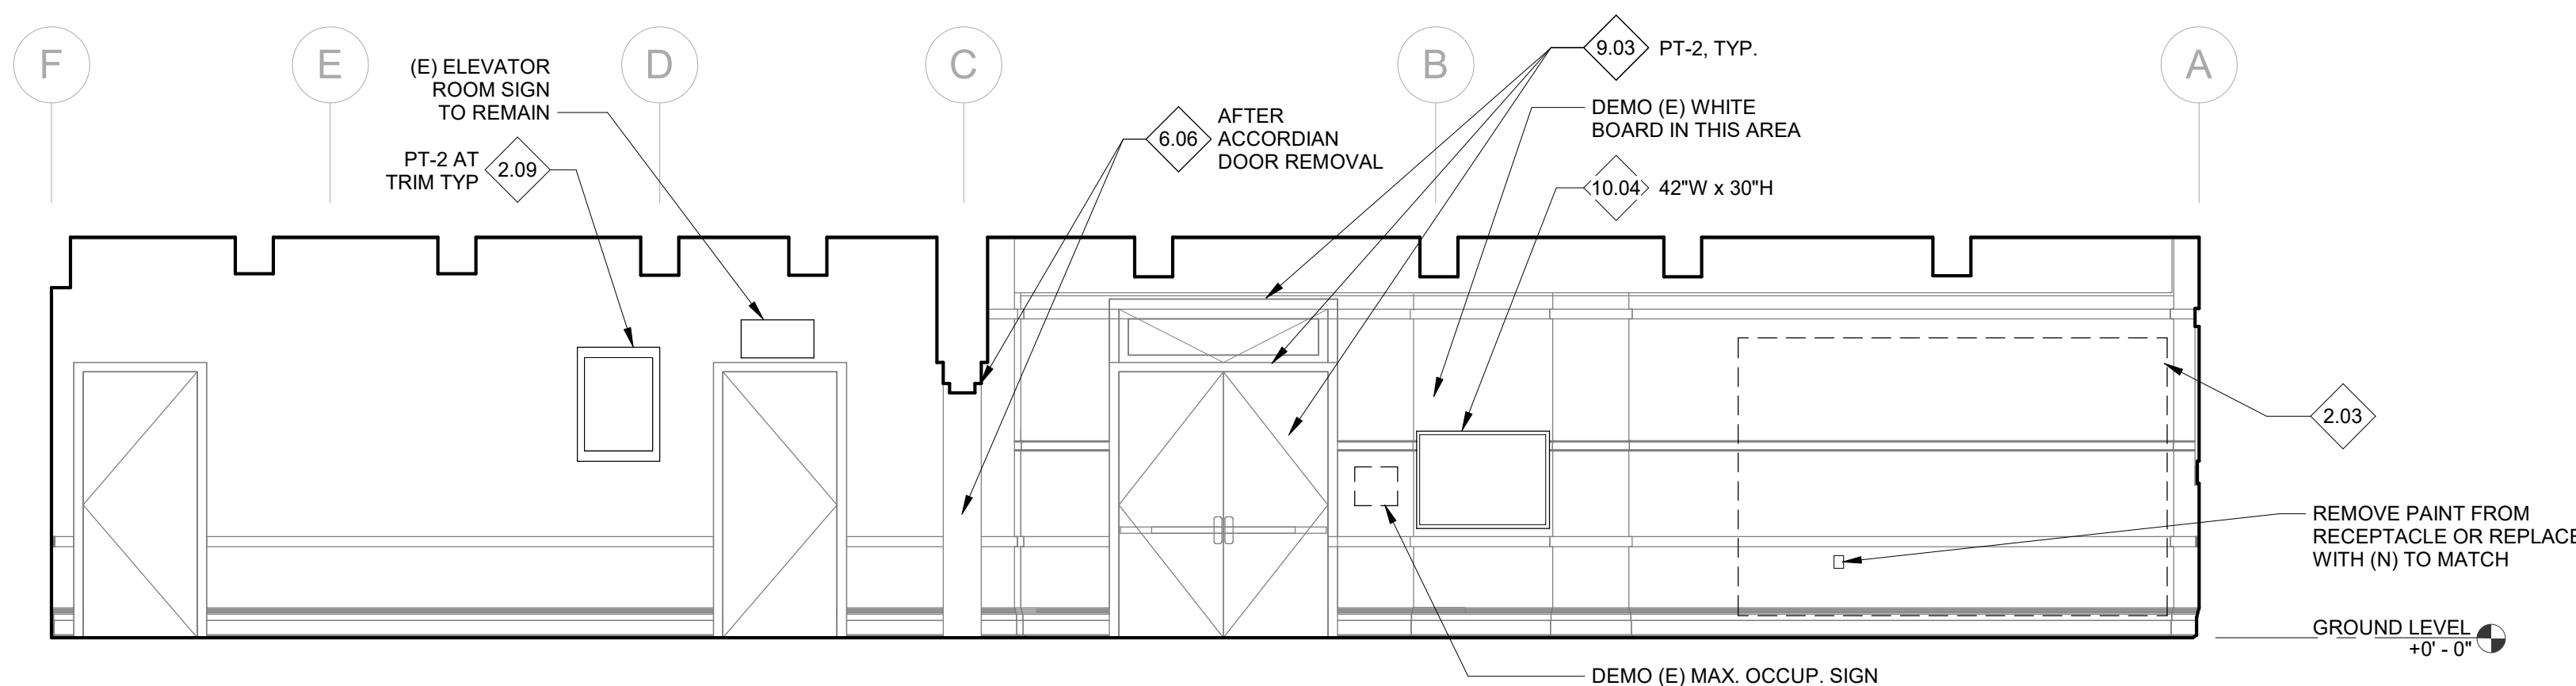 F
E
D
C
B
A
(E) ELEVATOR
ROOM SIGN
TO REMAIN
PT-2 AT
TRIM TYP
2.09
6.06
AFTER
ACCORDIAN
DOOR REMOVAL
9.03
PT-2, TYP.
DEMO (E) WHITE
BOARD IN THIS AREA
10.04
42"W x 30"H
2.03
REMOVE PAINT FROM
RECEPTACLE OR REPLACE
WITH (N) TO MATCH
GROUND LEVEL
+0' - 0"
DEMO (E) MAX. OCCUP. SIGN